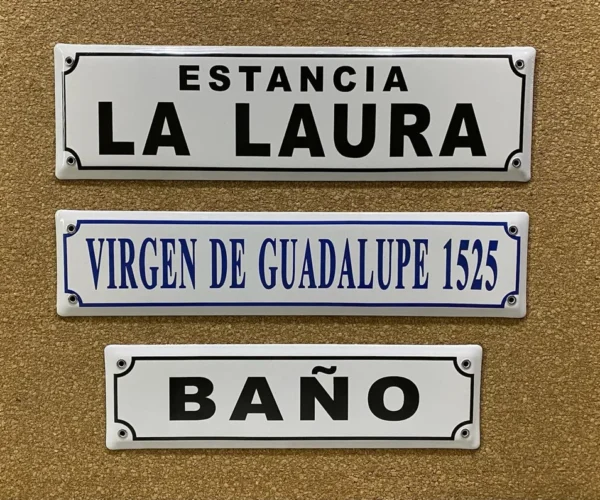 ESTANCIA
LA LAURA
VIRGEN DE GUADALUPE 1525
BAÑO